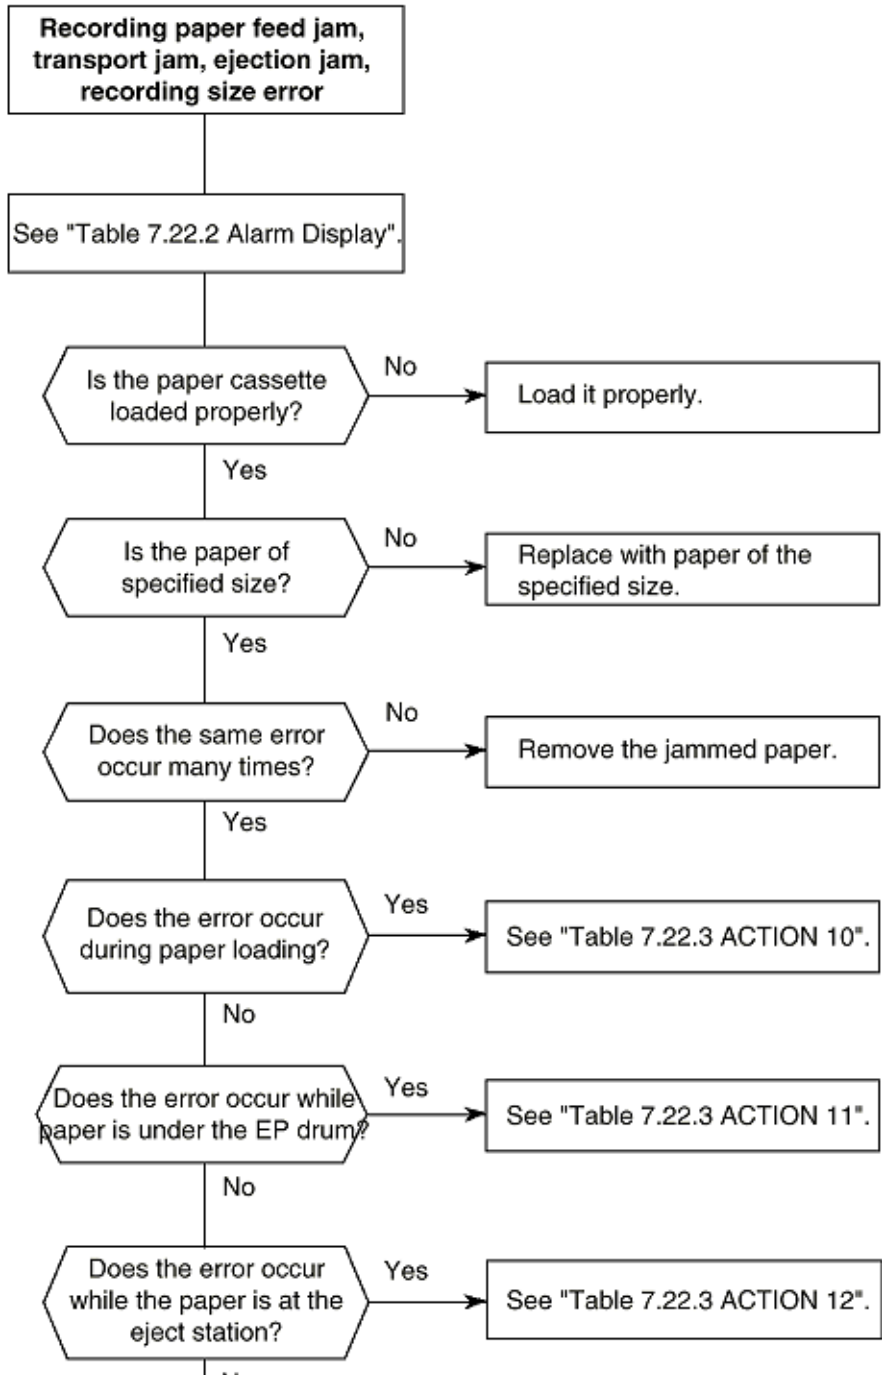 Recording paper feed jam,
transport jam, ejection jam,
recording size error
See "Table 7.22.2 Alarm Display".
Is the paper cassette
loaded properly?
No
Load it properly.
Yes
Is the paper of
specified size?
No
Replace with paper of the
specified size.
Yes
Does the same error
occur many times?
No
Remove the jammed paper.
Yes
Does the error occur
during paper loading?
Yes
See "Table 7.22.3 ACTION 10".
No
Does the error occur while
paper is under the EP drum?
Yes
See "Table 7.22.3 ACTION 11".
No
Does the error occur
while the paper is at the
eject station?
Yes
See "Table 7.22.3 ACTION 12".